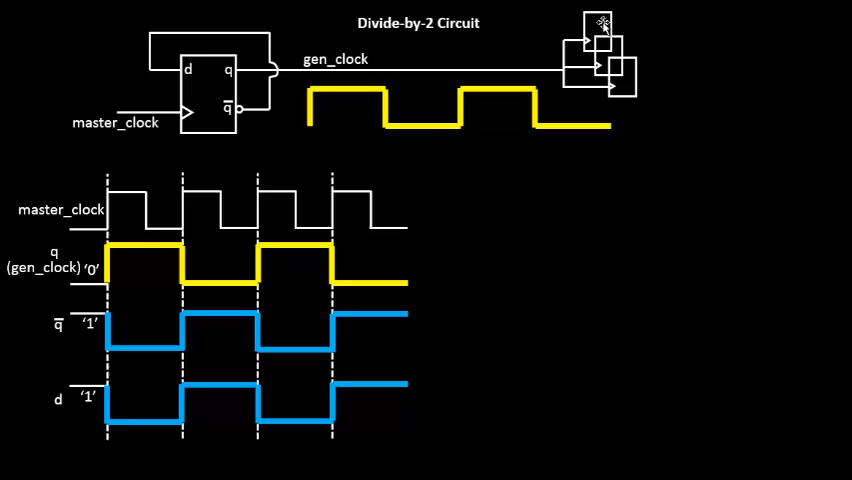 Divide-by-2 Circuit
d q
gen_clock
q̅
master_clock
master_clock
q
(gen_clock) ‘0’
q̅ ‘1’
d ‘1’